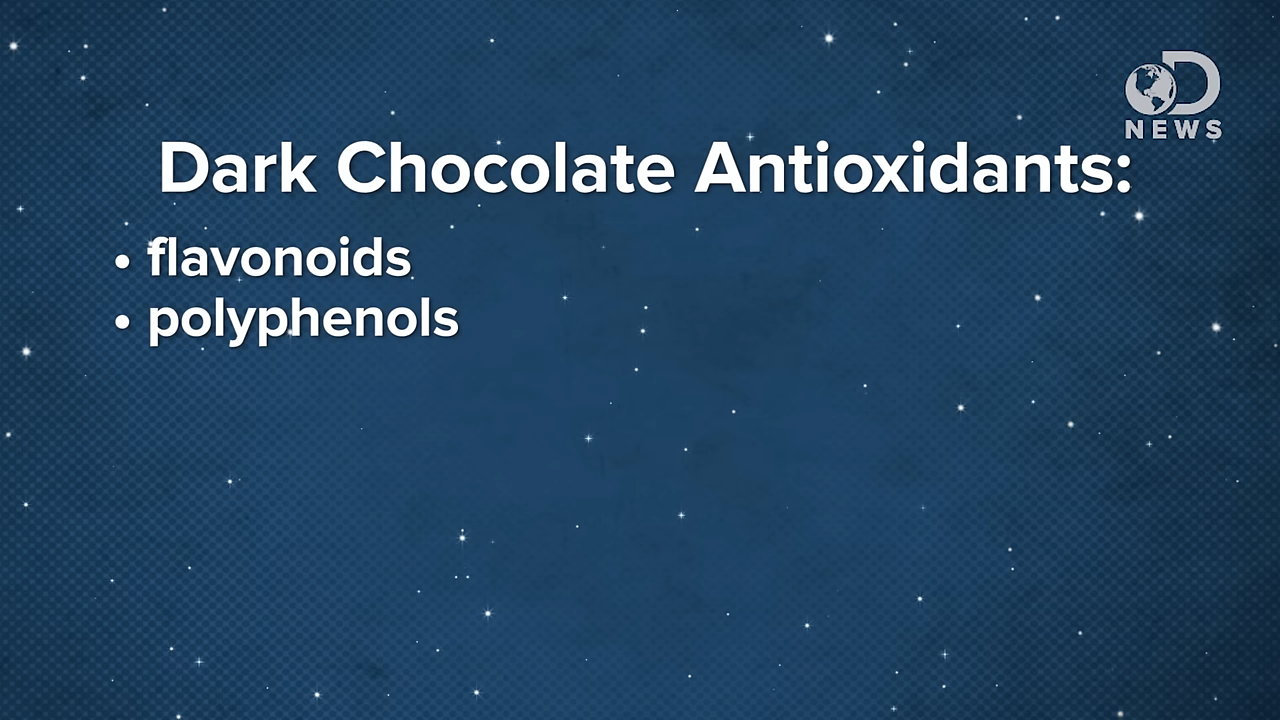 D
NEWS
Dark Chocolate Antioxidants:
• flavonoids
• polyphenols